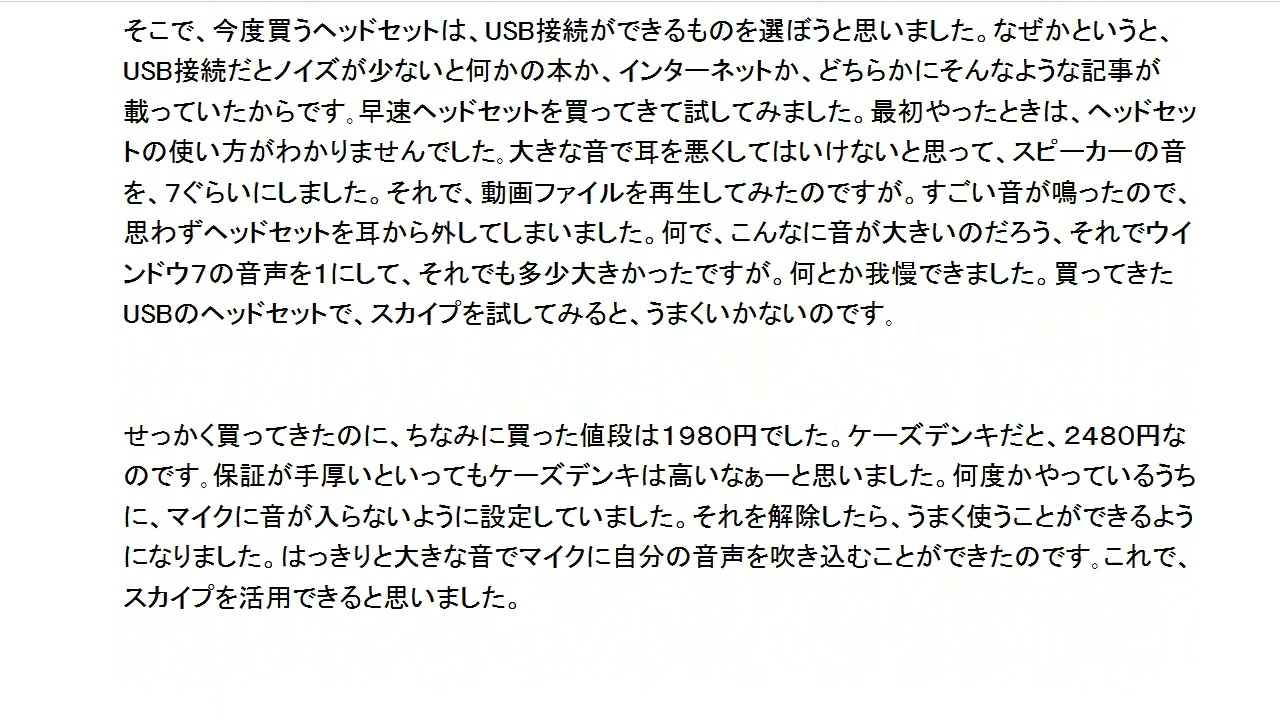 そこで、今度買うヘッドセットは、USB接続ができるものを選ぼうと思いました。なぜかというと、
USB接続だとノイズが少ないと何かの本か、インターネットか、どちらかにそんなような記事が
載っていたからです。早速ヘッドセットを買ってきて試してみました。最初やったときは、ヘッドセッ
トの使い方がわかりませんでした。大きな音で耳を悪くしてはいけないと思って、スピーカーの音
を、7ぐらいにしました。それで、動画ファイルを再生してみたのですが。すごい音が鳴ったので、
思わずヘッドセットを耳から外してしまいました。何で、こんなに音が大きいのだろう、それでウイ
ンドウ7の音声を1にして、それでも多少大きかったですが。何とか我慢できました。買ってきた
USBのヘッドセットで、スカイプを試してみると、うまくいかないのです。
せっかく買ってきたのに、ちなみに買った値段は1980円でした。ケーズデンキだと、2480円な
のです。保証が手厚いといってもケーズデンキは高いなぁーと思いました。何度かやっているうち
に、マイクに音が入らないように設定していました。それを解除したら、うまく使うことができるよう
になりました。はっきりと大きな音でマイクに自分の音声を吹き込むことができたのです。これで、
スカイプを活用できると思いました。